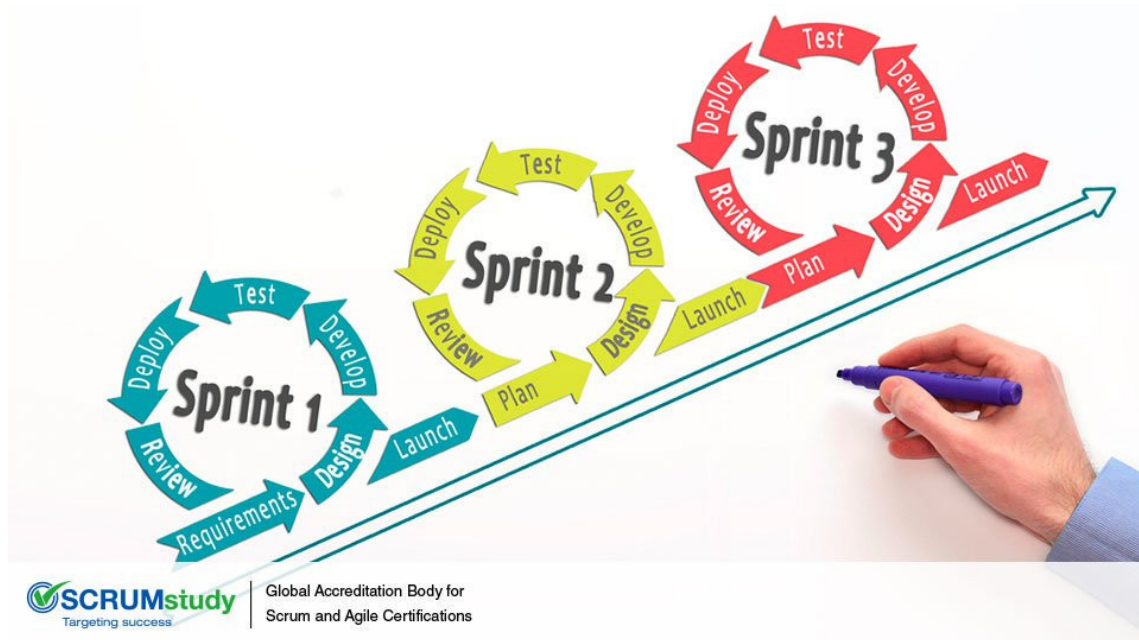 Sprint 1
Requirements
Design
Develop
Test
Deploy
Review
Launch
Sprint 2
Plan
Design
Develop
Test
Deploy
Review
Launch
Sprint 3
Plan
Design
Develop
Test
Deploy
Review
Launch
SCRUMstudy
Targeting success
Global Accreditation Body for
Scrum and Agile Certifications